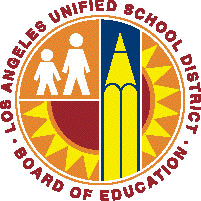 LOS ANGELES UNIFIED SCHOOL DISTRICT
BOARD OF EDUCATION